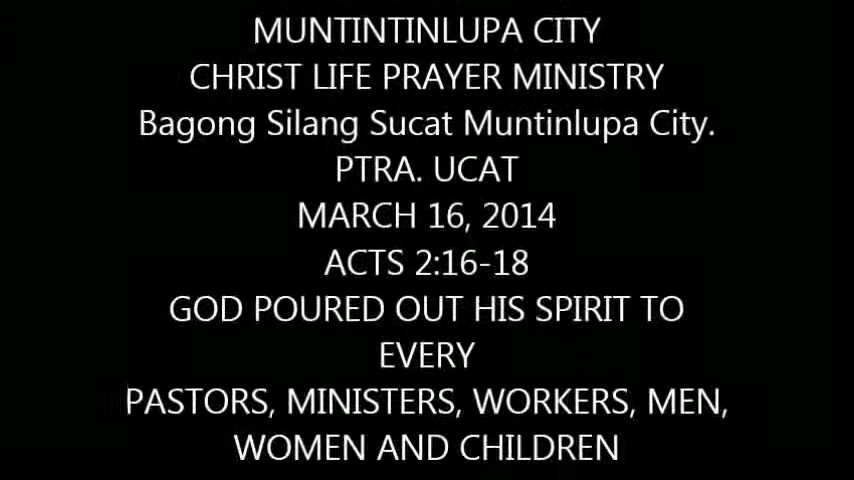 MUNTINTINLUPA CITY
CHRIST LIFE PRAYER MINISTRY
Bagong Silang Sucat Muntinlupa City.
PTRA. UCAT
MARCH 16, 2014
ACTS 2:16-18
GOD POURED OUT HIS SPIRIT TO
EVERY
PASTORS, MINISTERS, WORKERS, MEN,
WOMEN AND CHILDREN